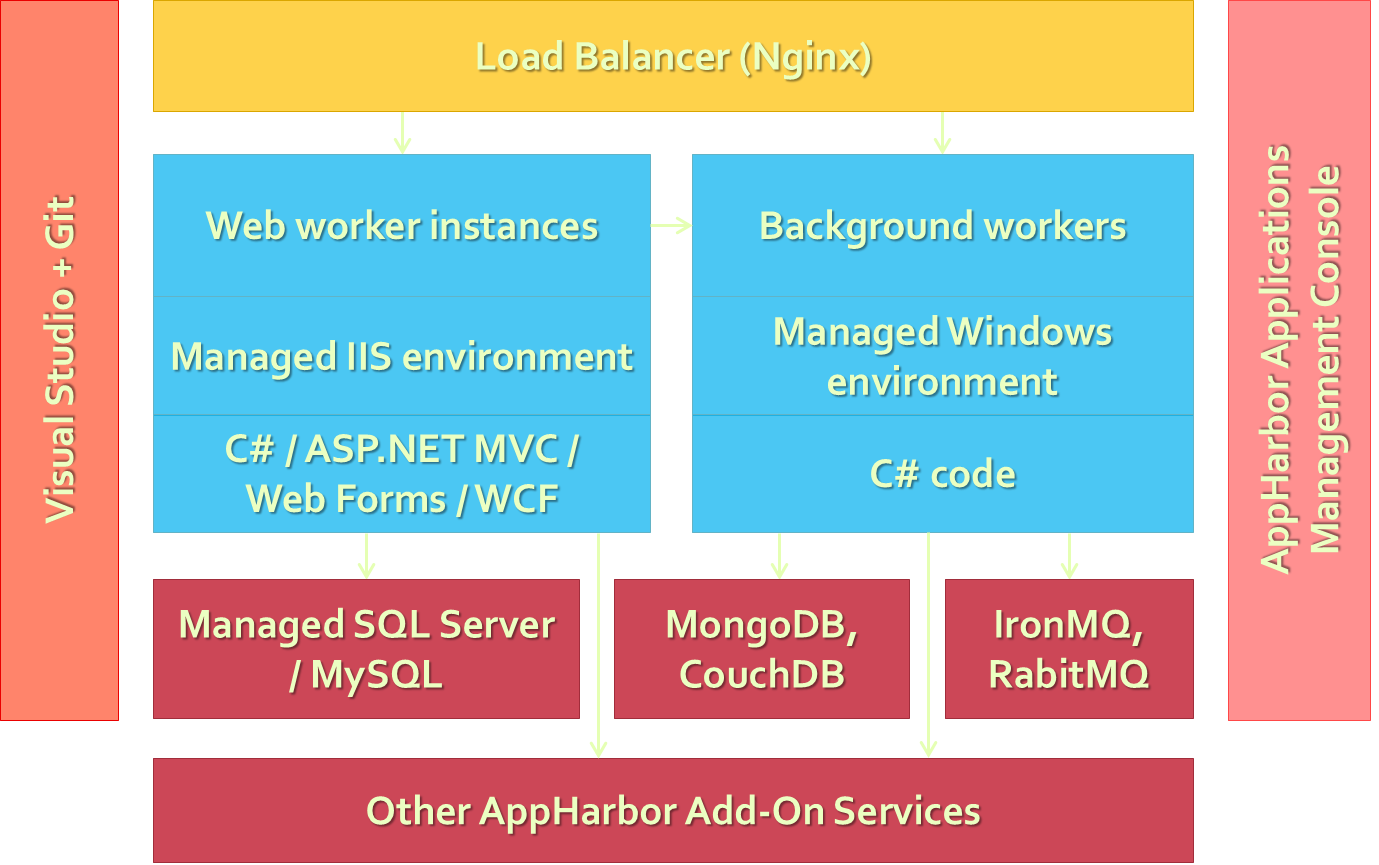 Visual Studio + Git
Load Balancer (Nginx)
Web worker instances
Managed IIS environment
C# / ASP.NET MVC /
Web Forms / WCF
Background workers
Managed Windows
environment
C# code
Managed SQL Server
/ MySQL
MongoDB,
CouchDB
IronMQ,
RabitMQ
Other AppHarbor Add-On Services
AppHarbor Applications
Management Console